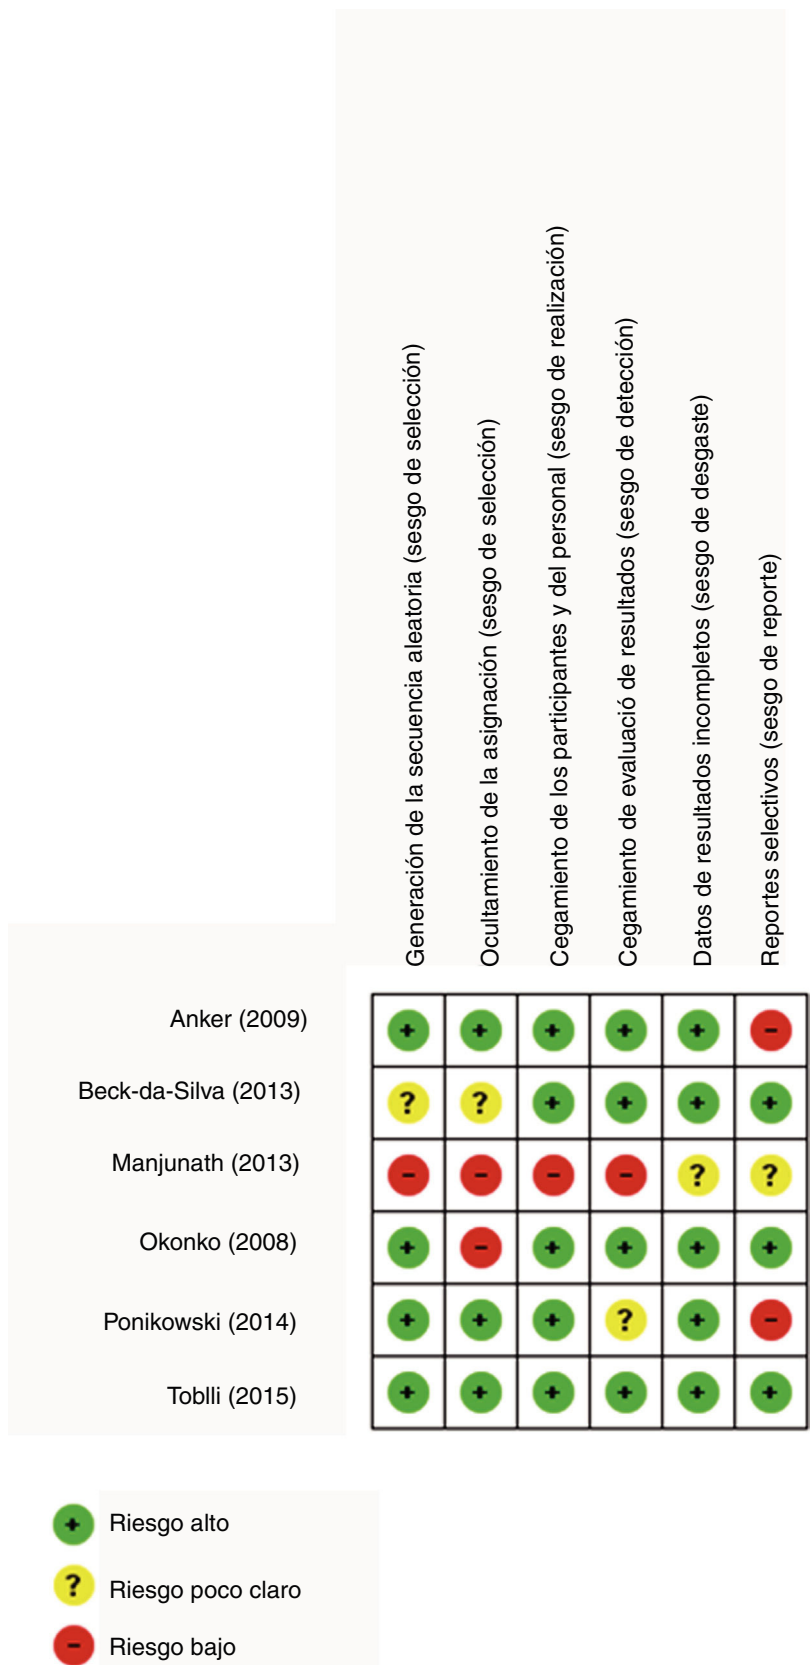 Generación de la secuencia aleatoria (sesgo de selección)
Ocultamiento de la asignación (sesgo de selección)
Cegamiento de los participantes y del personal (sesgo de realización)
Cegamiento de evaluació de resultados (sesgo de detección)
Datos de resultados incompletos (sesgo de desgaste)
Reportes selectivos (sesgo de reporte)
Anker (2009) + + + + + -
Beck-da-Silva (2013) ? ? + + + +
Manjunath (2013) - - - - ? ?
Okonko (2008) + - + + + +
Ponikowski (2014) + + + ? + -
Toblli (2015) + + + + + +
+ Riesgo alto
? Riesgo poco claro
- Riesgo bajo